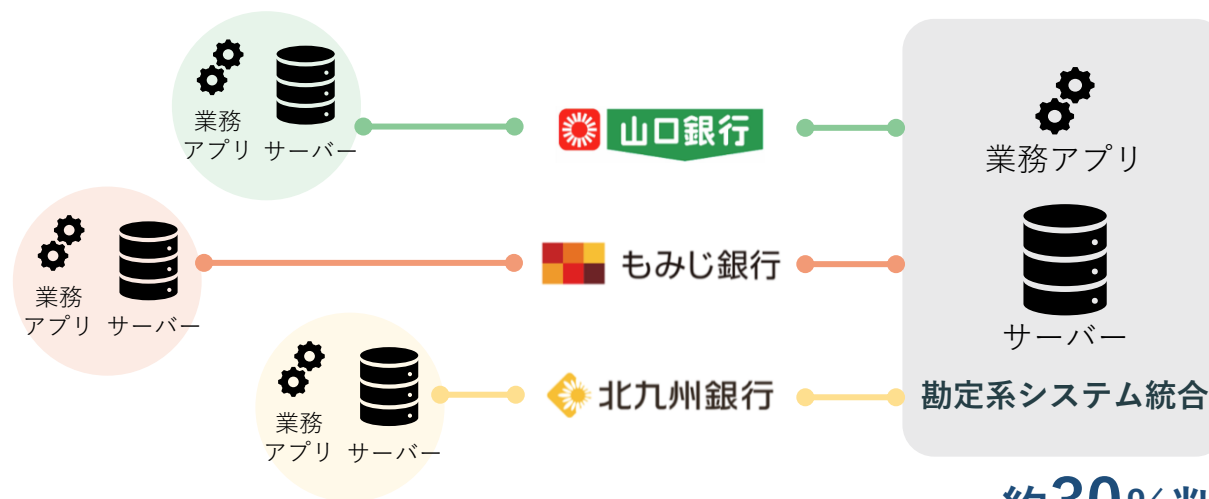 業務
アプリ サーバー
山口銀行
業務アプリ
業務
アプリ サーバー
もみじ銀行
サーバー
業務
アプリ サーバー
北九州銀行
勘定系システム統合
約30%